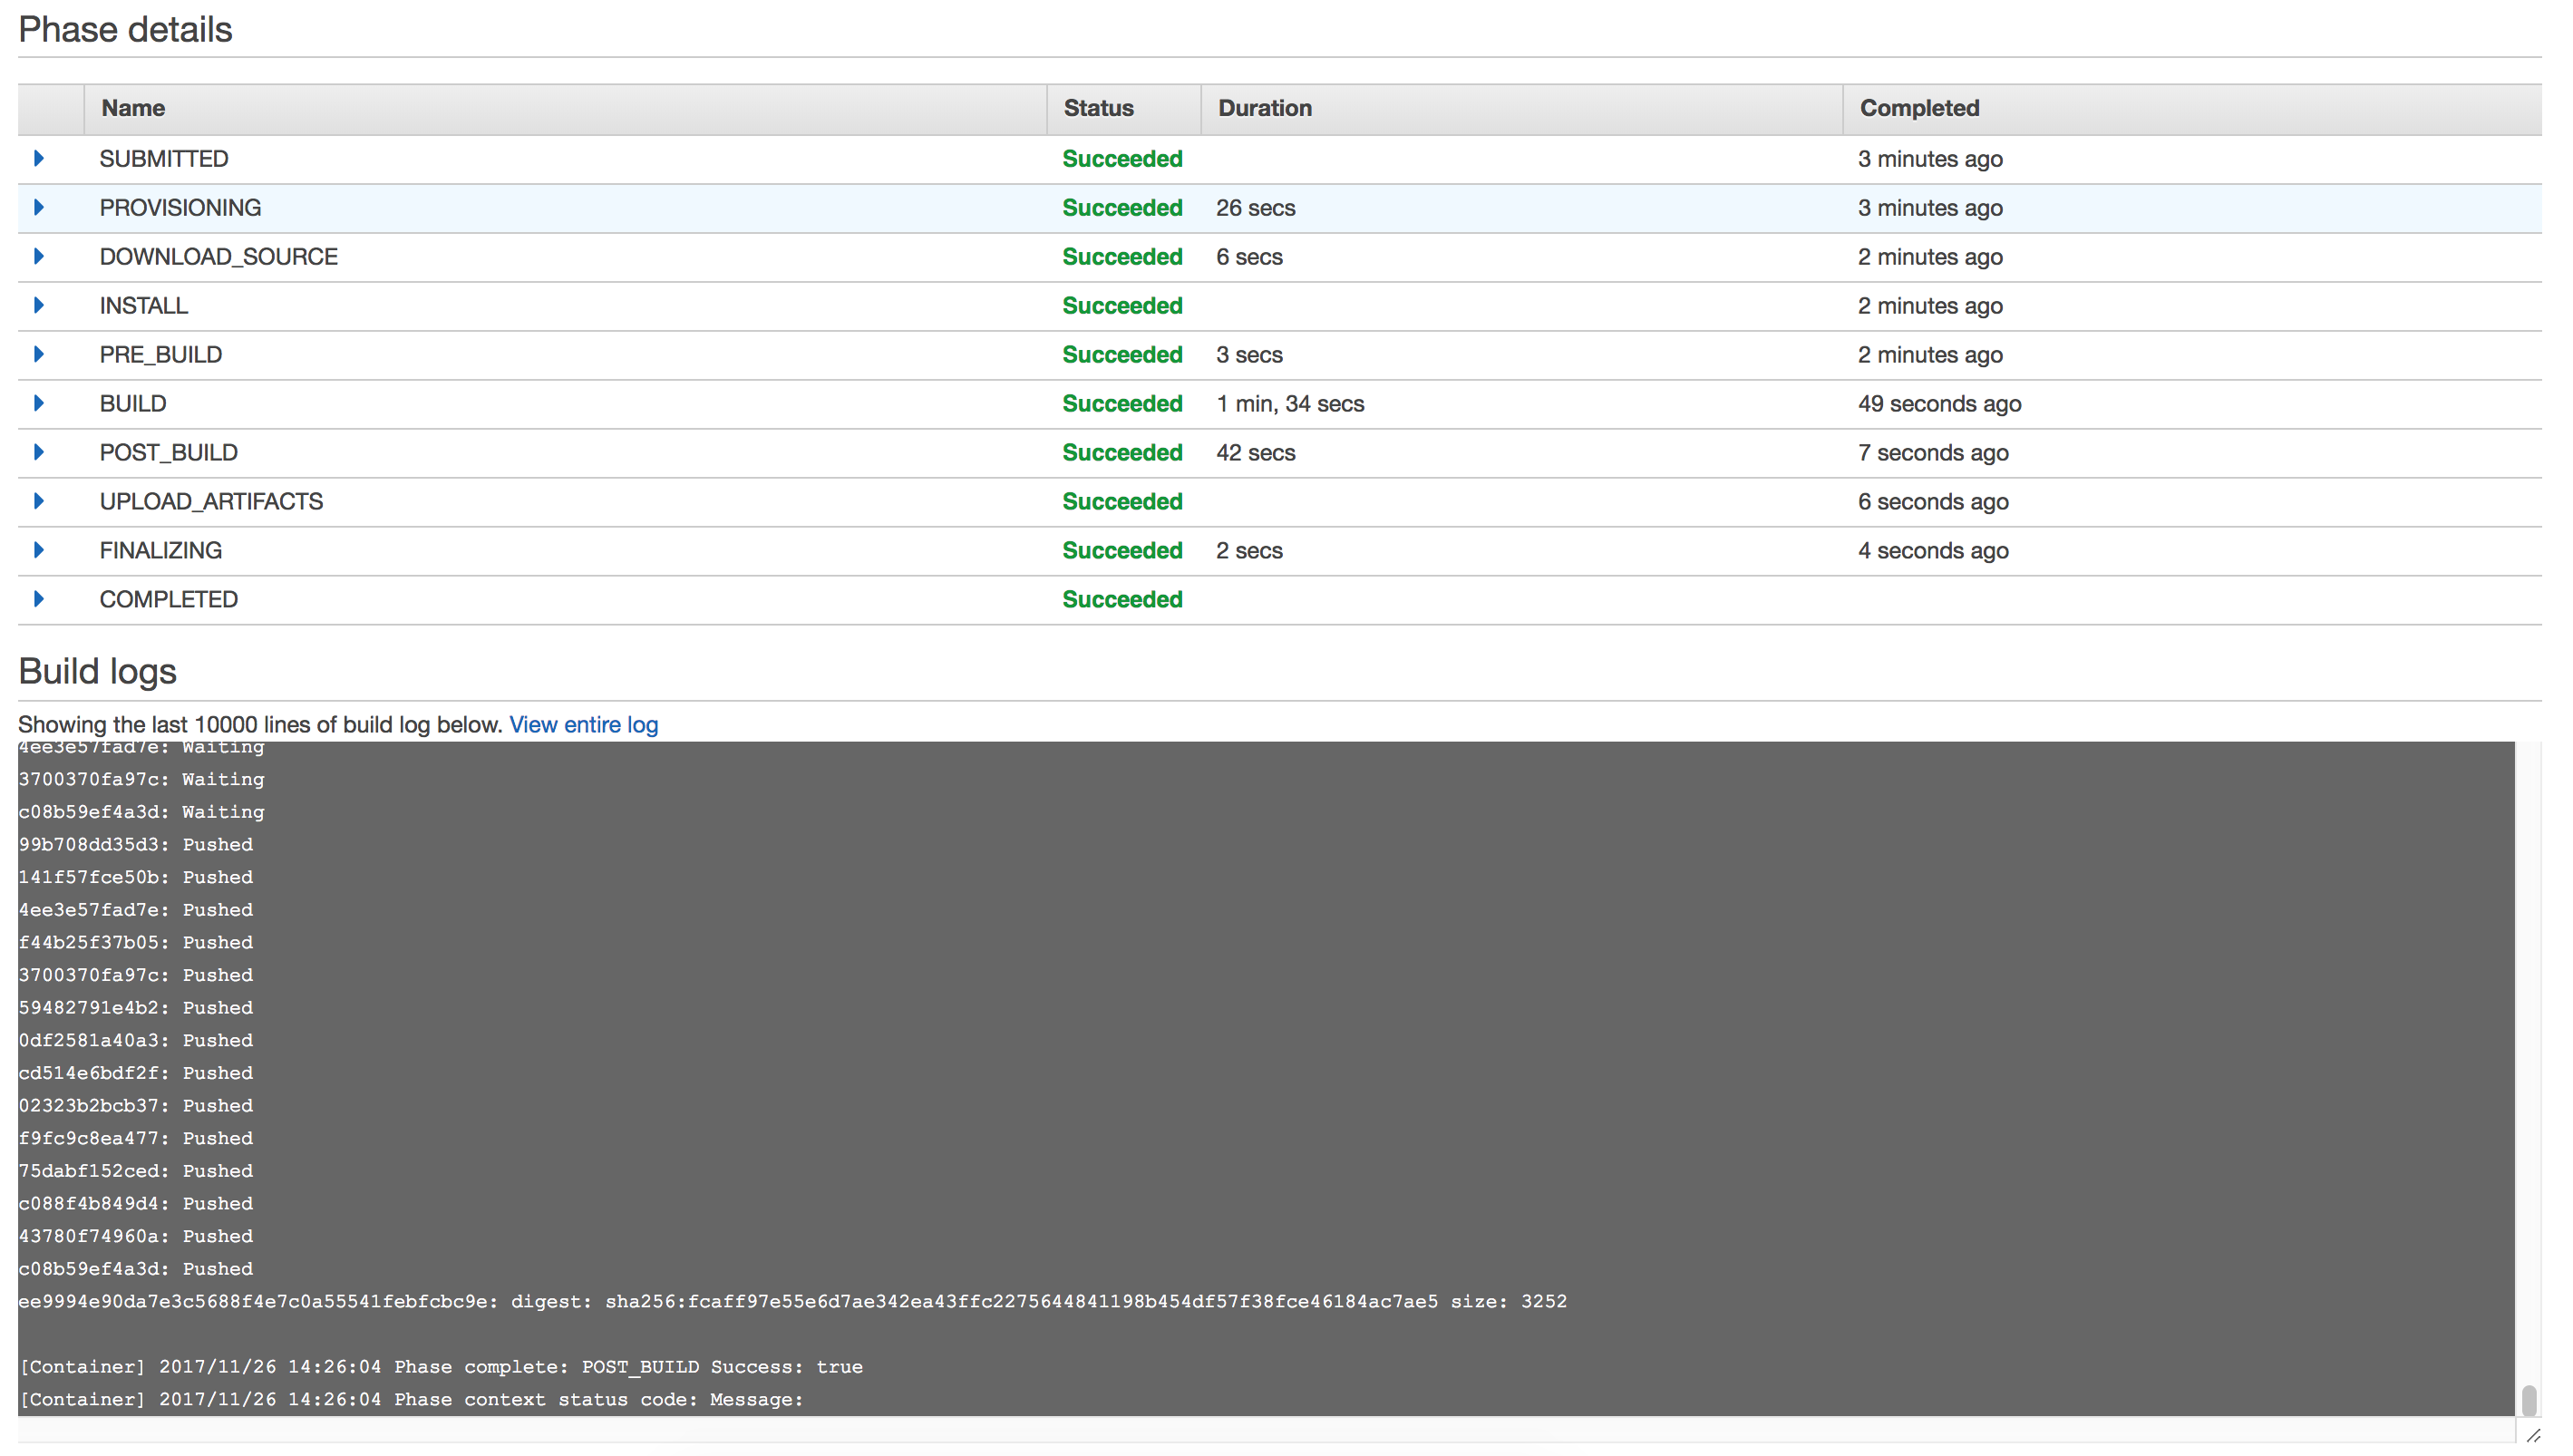 Phase details
Name Status Duration Completed
SUBMITTED Succeeded 3 minutes ago
PROVISIONING Succeeded 26 secs 3 minutes ago
DOWNLOAD_SOURCE Succeeded 6 secs 2 minutes ago
INSTALL Succeeded 2 minutes ago
PRE_BUILD Succeeded 3 secs 2 minutes ago
BUILD Succeeded 1 min, 34 secs 49 seconds ago
POST_BUILD Succeeded 42 secs 7 seconds ago
UPLOAD_ARTIFACTS Succeeded 6 seconds ago
FINALIZING Succeeded 2 secs 4 seconds ago
COMPLETED Succeeded
Build logs
Showing the last 10000 lines of build log below. View entire log
4ee3e57fad7e: Waiting
3700370fa97c: Waiting
c08b59ef4a3d: Waiting
99b708dd35d3: Pushed
141f57fce50b: Pushed
4ee3e57fad7e: Pushed
f44b25f37b05: Pushed
3700370fa97c: Pushed
59482791e4b2: Pushed
0df2581a40a3: Pushed
cd514e6bdf2f: Pushed
02323b2bcb37: Pushed
f9fc9c8ea477: Pushed
75dabf152ced: Pushed
c088f4b849d4: Pushed
43780f74960a: Pushed
c08b59ef4a3d: Pushed
ee9994e90da7e3c5688f4e7c0a55541febfcbc9e: digest: sha256:fcaff97e55e6d7ae342ea43ffc2275644841198b454df57f38fce46184ac7ae5 size: 3252
[Container] 2017/11/26 14:26:04 Phase complete: POST_BUILD Success: true
[Container] 2017/11/26 14:26:04 Phase context status code: Message: